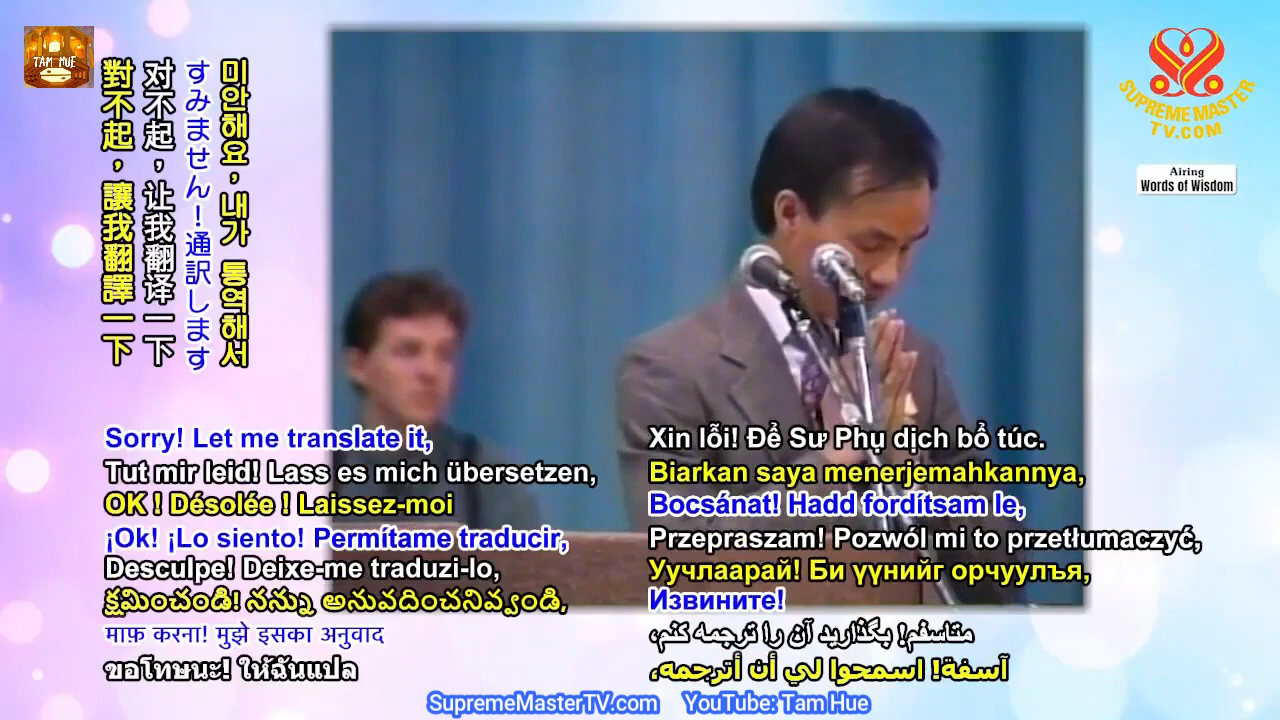 TAM HUE
對不起，讓我翻譯一下
对不起，让我翻译一下
すみません！通訳します
미안해요, 내가 통역해서
SUPREME MASTER
TV.COM
Airing
Words of Wisdom
Sorry! Let me translate it,
Tut mir leid! Lass es mich übersetzen,
OK ! Désolée ! Laissez-moi
¡Ok! ¡Lo siento! Permítame traducir,
Desculpe! Deixe-me traduzi-lo,
క్షమించండి! నన్ను అనువదించనివ్వండి,
माफ़ करना! मुझे इसका अनुवाद
ขอโทษนะ! ให้ฉันแปล
Xin lỗi! Để Sư Phụ dịch bổ túc.
Biarkan saya menerjemahkannya,
Bocsánat! Hadd fordítsam le,
Przepraszam! Pozwól mi to przetłumaczyć,
Уучлаарай! Би үүнийг орчуулъя,
Извините!
متاسفم! بگذارید آن را ترجمه کنم،
آسفة! اسمحوا لي أن أترجمه،
SupremeMasterTV.com YouTube: Tam Hue